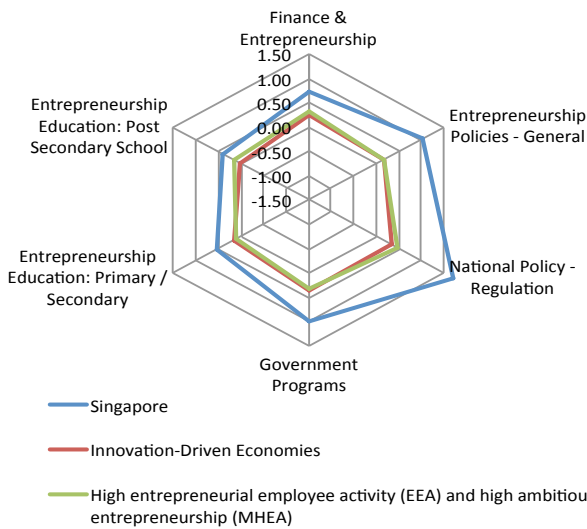 Finance &
Entrepreneurship
1.50
1.00
0.50
0.00
-0.50
-1.00
-1.50
Entrepreneurship
Policies - General
National Policy -
Regulation
Government
Programs
Entrepreneurship
Education: Primary /
Secondary
Entrepreneurship
Education: Post
Secondary School
Singapore
Innovation-Driven Economies
High entrepreneurial employee activity (EEA) and high ambitiou
entrepreneurship (MHEA)